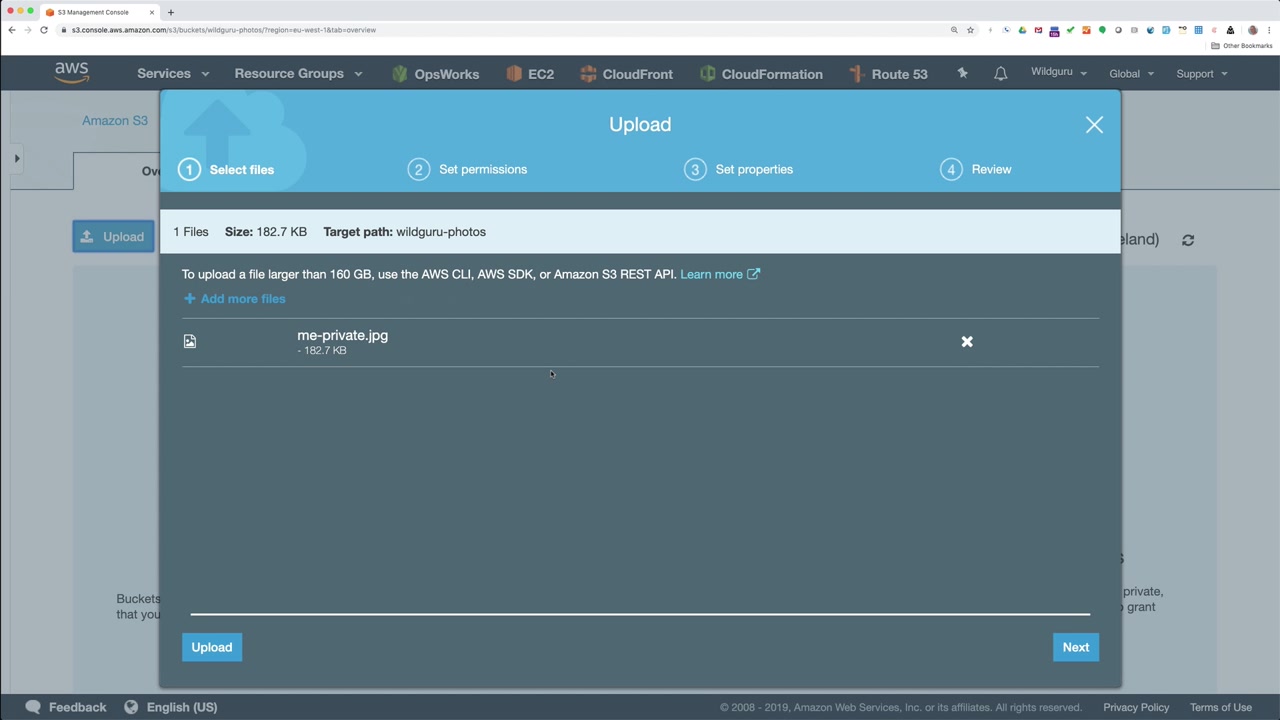 S3 Management Console
s3.console.aws.amazon.com/s3/buckets/wildguru-photos/?region=eu-west-1&tab=overview
Other Bookmarks
aws
Services
Resource Groups
OpsWorks
EC2
CloudFront
CloudFormation
Route 53
Wildguru
Global
Support
Amazon S3
Ove
Upload
eland)
Upload
1 Select files
2 Set permissions
3 Set properties
4 Review
1 Files Size: 182.7 KB Target path: wildguru-photos
To upload a file larger than 160 GB, use the AWS CLI, AWS SDK, or Amazon S3 REST API. Learn more
+ Add more files
me-private.jpg
- 182.7 KB
Buckets
that you
private,
grant
Upload
Next
Feedback
English (US)
© 2008 - 2019, Amazon Web Services, Inc. or its affiliates. All rights reserved.
Privacy Policy
Terms of Use